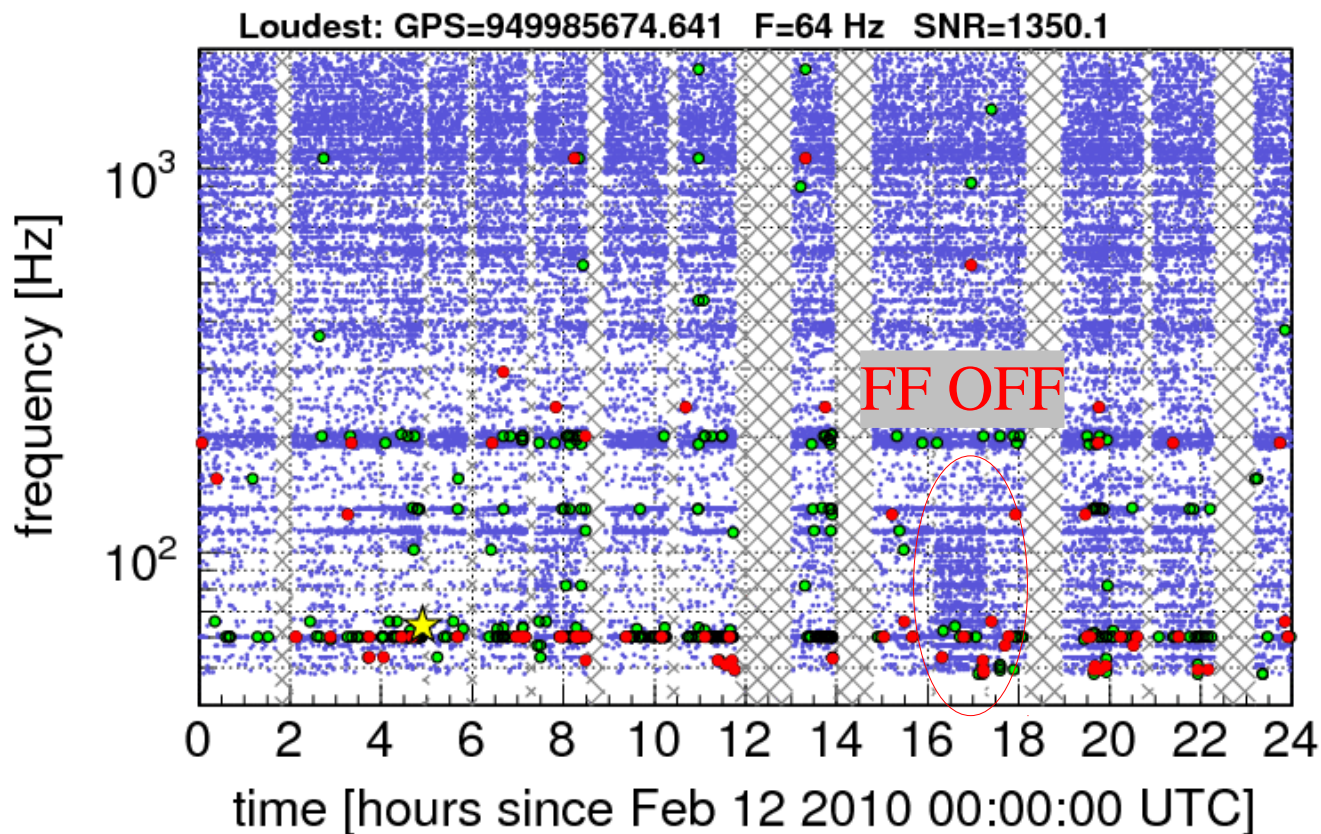 Loudest: GPS=949985674.641 F=64 Hz SNR=1350.1
frequency [Hz]
10³
10²
FF OFF
0 2 4 6 8 10 12 14 16 18 20 22 24
time [hours since Feb 12 2010 00:00:00 UTC]